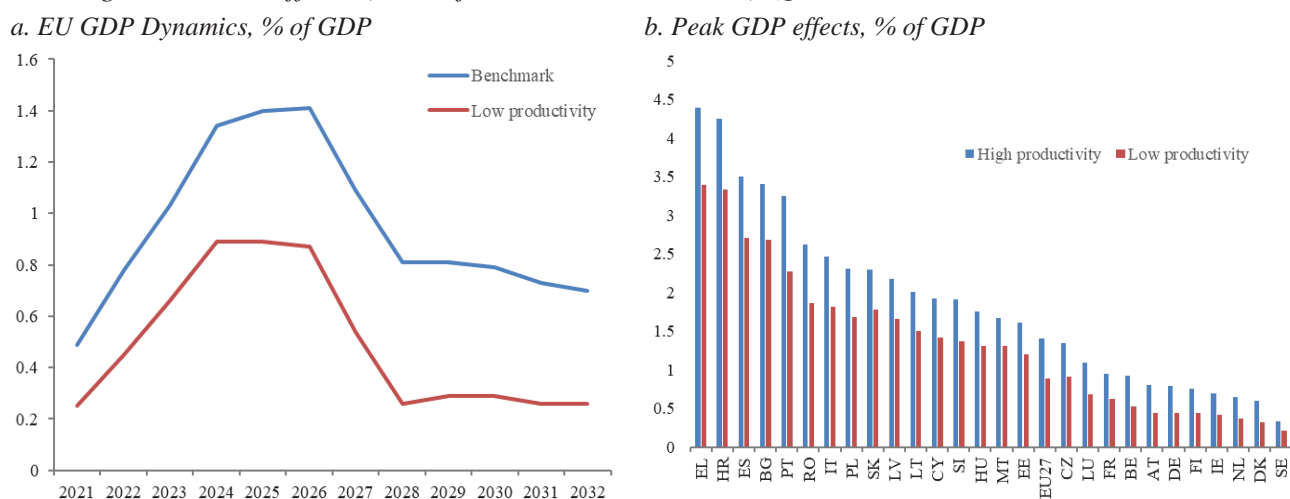 a. EU GDP Dynamics, % of GDP
b. Peak GDP effects, % of GDP
1.6
1.4
1.2
1
0.8
0.6
0.4
0.2
0
Benchmark
Low productivity
2021 2022 2023 2024 2025 2026 2027 2028 2029 2030 2031 2032
5
4.5
4
3.5
3
2.5
2
1.5
1
0.5
0
High productivity Low productivity
EL HR ES BG PT RO IT PL SK LV LT CY SI HU MT EE EU27 CZ LU FR BE AT DE FI IE NL DK SE